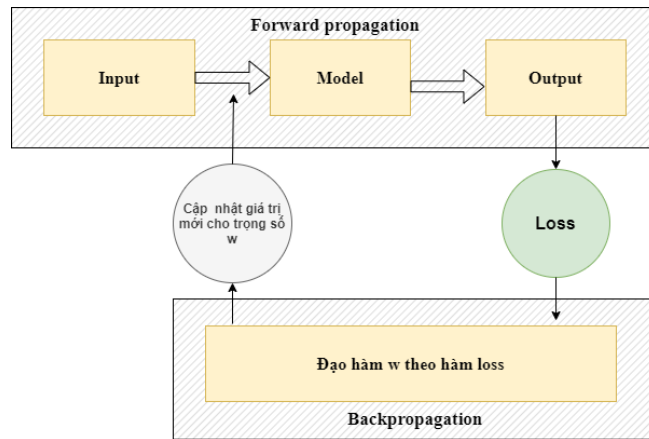 Forward propagation
Input
Model
Output
Cập nhật giá trị
mới cho trọng số
w
Loss
Đạo hàm w theo hàm loss
Backpropagation